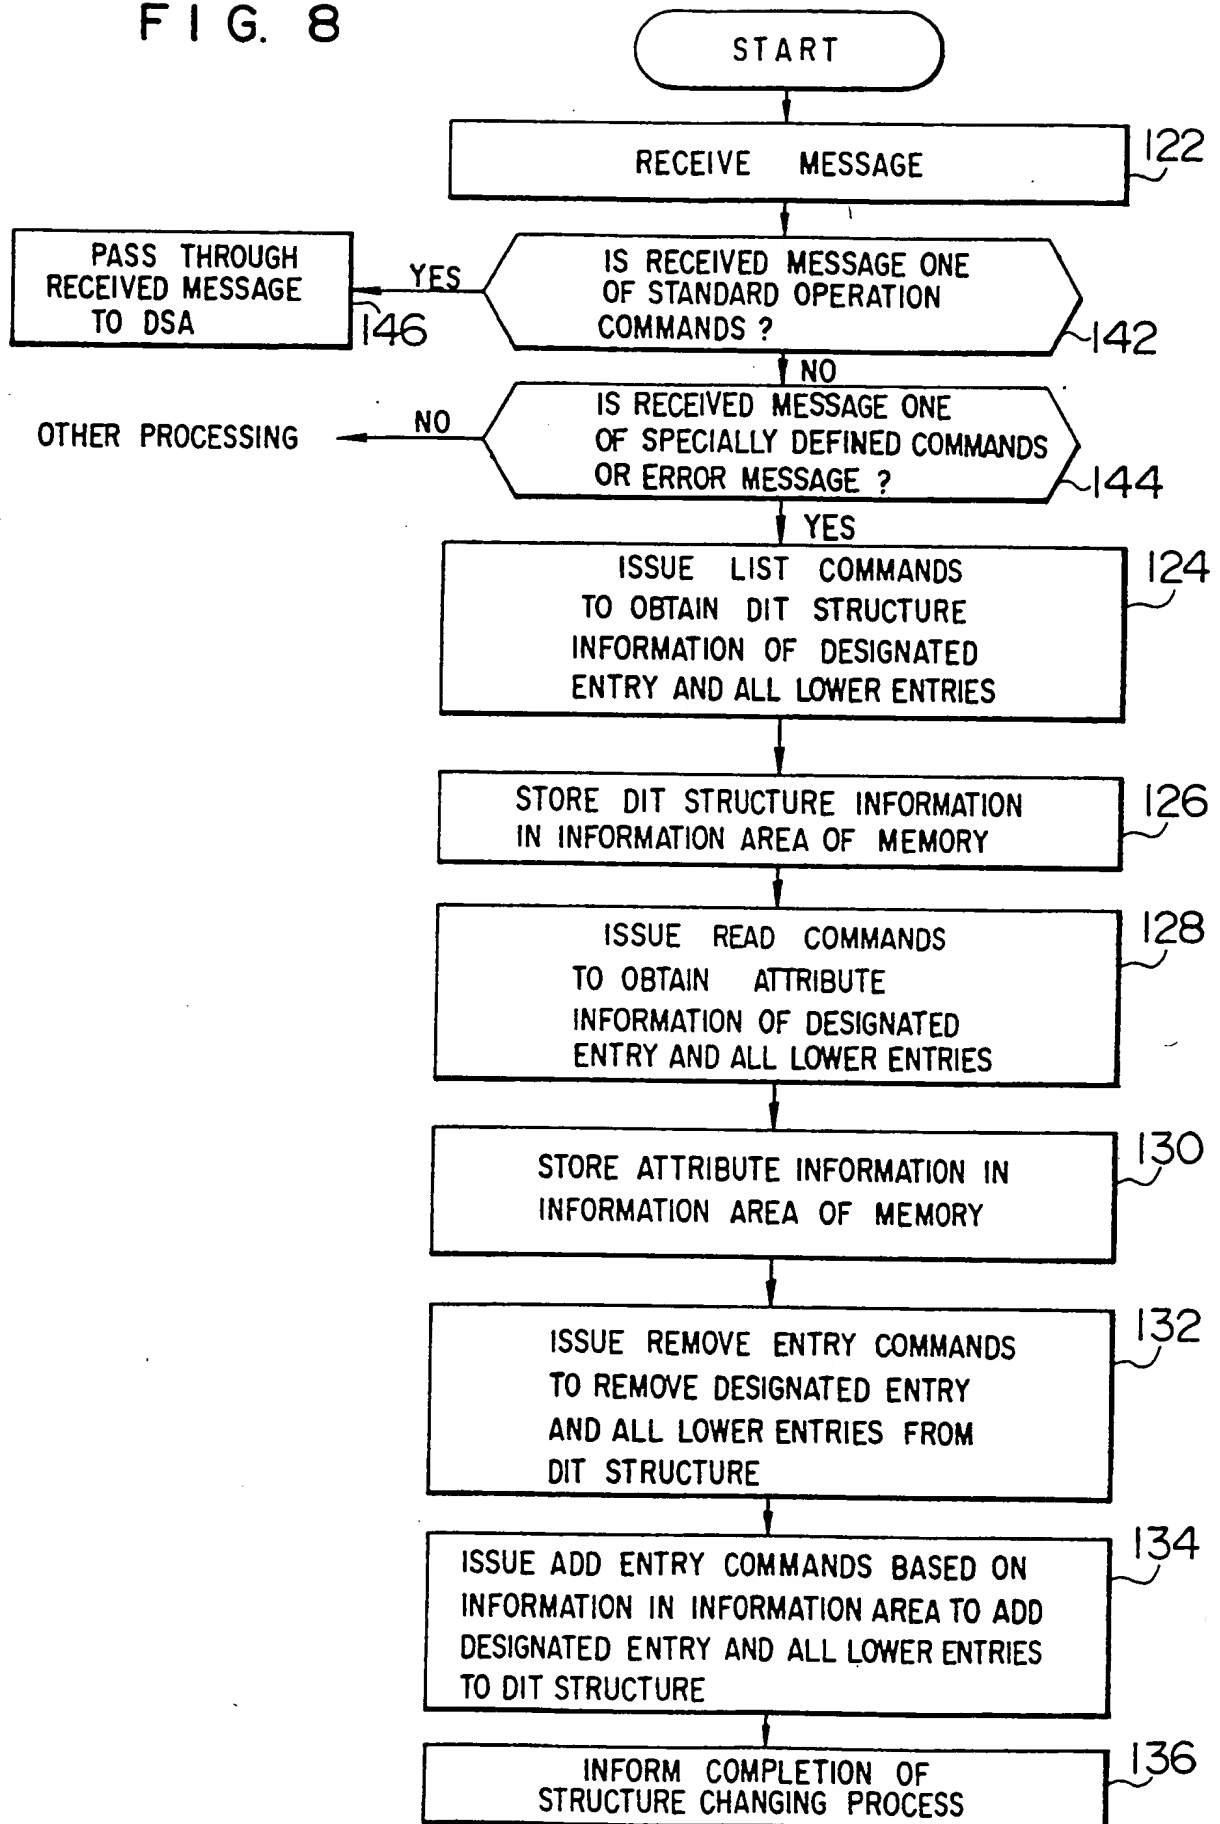 FIG. 8
START
RECEIVE MESSAGE
122
PASS THROUGH
RECEIVED MESSAGE
TO DSA
146
YES
IS RECEIVED MESSAGE ONE
OF STANDARD OPERATION
COMMANDS ?
142
NO
OTHER PROCESSING
NO
IS RECEIVED MESSAGE ONE
OF SPECIALLY DEFINED COMMANDS
OR ERROR MESSAGE ?
144
YES
ISSUE LIST COMMANDS
TO OBTAIN DIT STRUCTURE
INFORMATION OF DESIGNATED
ENTRY AND ALL LOWER ENTRIES
124
STORE DIT STRUCTURE INFORMATION
IN INFORMATION AREA OF MEMORY
126
ISSUE READ COMMANDS
TO OBTAIN ATTRIBUTE
INFORMATION OF DESIGNATED
ENTRY AND ALL LOWER ENTRIES
128
STORE ATTRIBUTE INFORMATION IN
INFORMATION AREA OF MEMORY
130
ISSUE REMOVE ENTRY COMMANDS
TO REMOVE DESIGNATED ENTRY
AND ALL LOWER ENTRIES FROM
DIT STRUCTURE
132
ISSUE ADD ENTRY COMMANDS BASED ON
INFORMATION IN INFORMATION AREA TO ADD
DESIGNATED ENTRY AND ALL LOWER ENTRIES
TO DIT STRUCTURE
134
INFORM COMPLETION OF
STRUCTURE CHANGING PROCESS
136